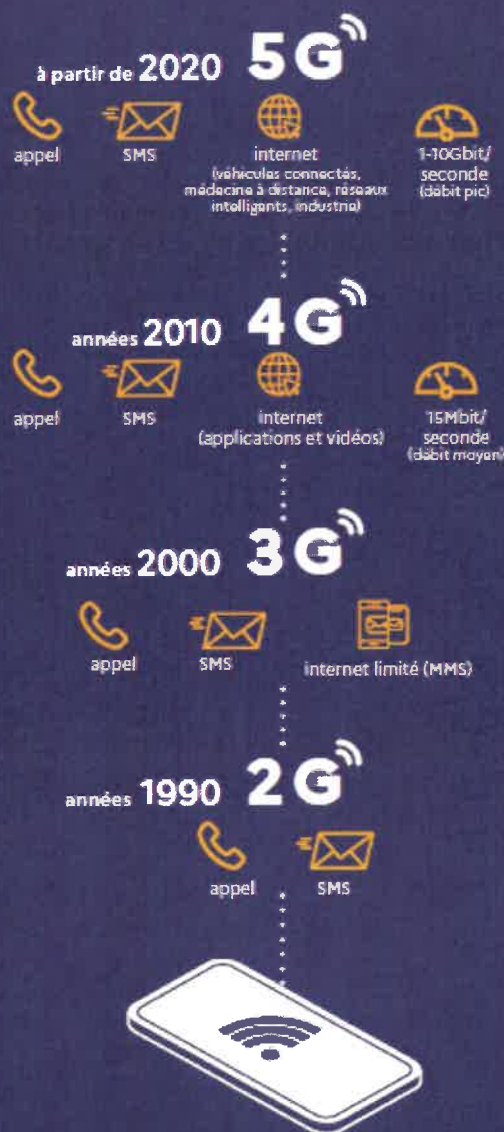 à partir de 2020 5G
appel
SMS
internet
(véhicules connectés,
médecine à distance, réseaux
intelligents, industrie)
1-10Gbit/
seconde
(débit pic)
années 2010 4G
appel
SMS
internet
(applications et vidéos)
15Mbit/
seconde
(débit moyen)
années 2000 3G
appel
SMS
internet limité (MMS)
années 1990 2G
appel
SMS